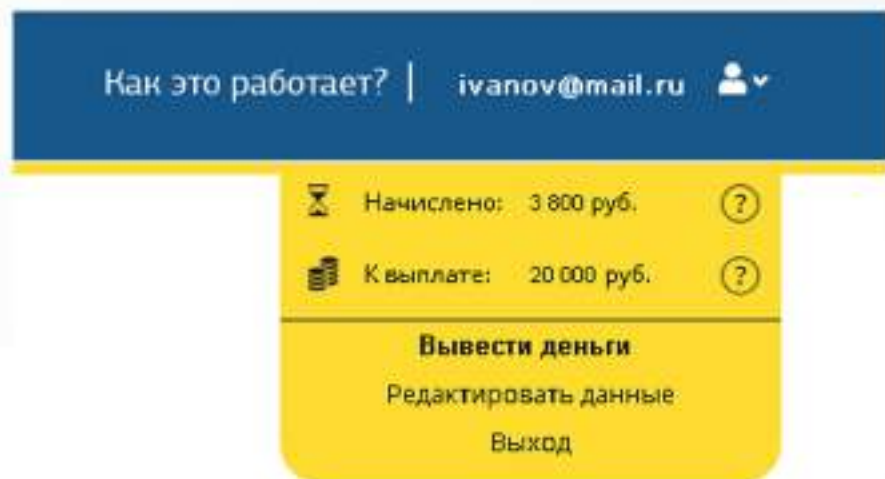 Как это работает? | ivanov@mail.ru
Начислено: 3 800 руб. ?
К выплате: 20 000 руб. ?
Вывести деньги
Редактировать данные
Выход